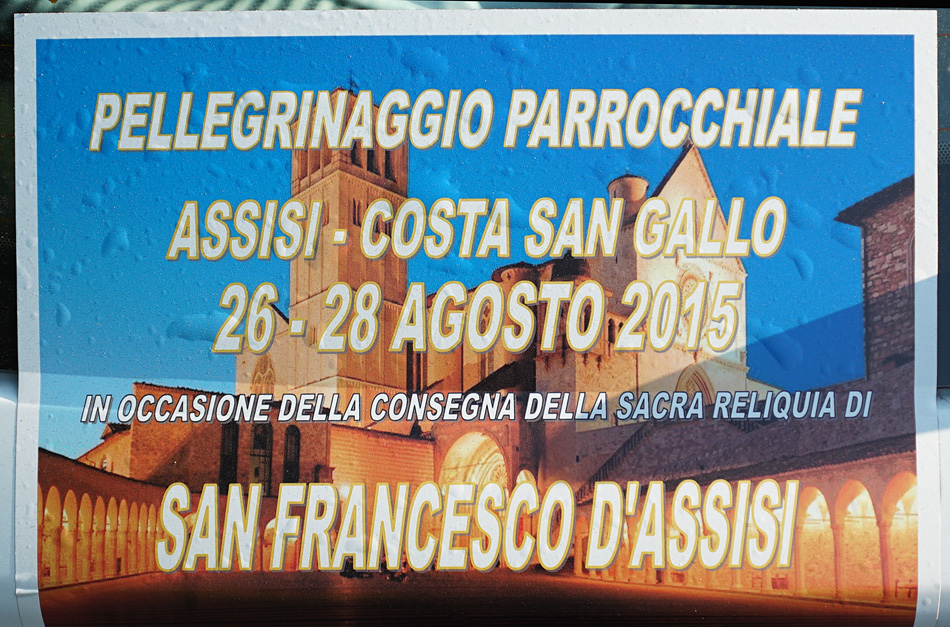 PELLEGRINAGGIO PARROCCHIALE
ASSISI - COSTA SAN GALLO
26 - 28 AGOSTO 2015
IN OCCASIONE DELLA CONSEGNA DELLA SACRA RELIQUIA DI
SAN FRANCESCO D'ASSISI